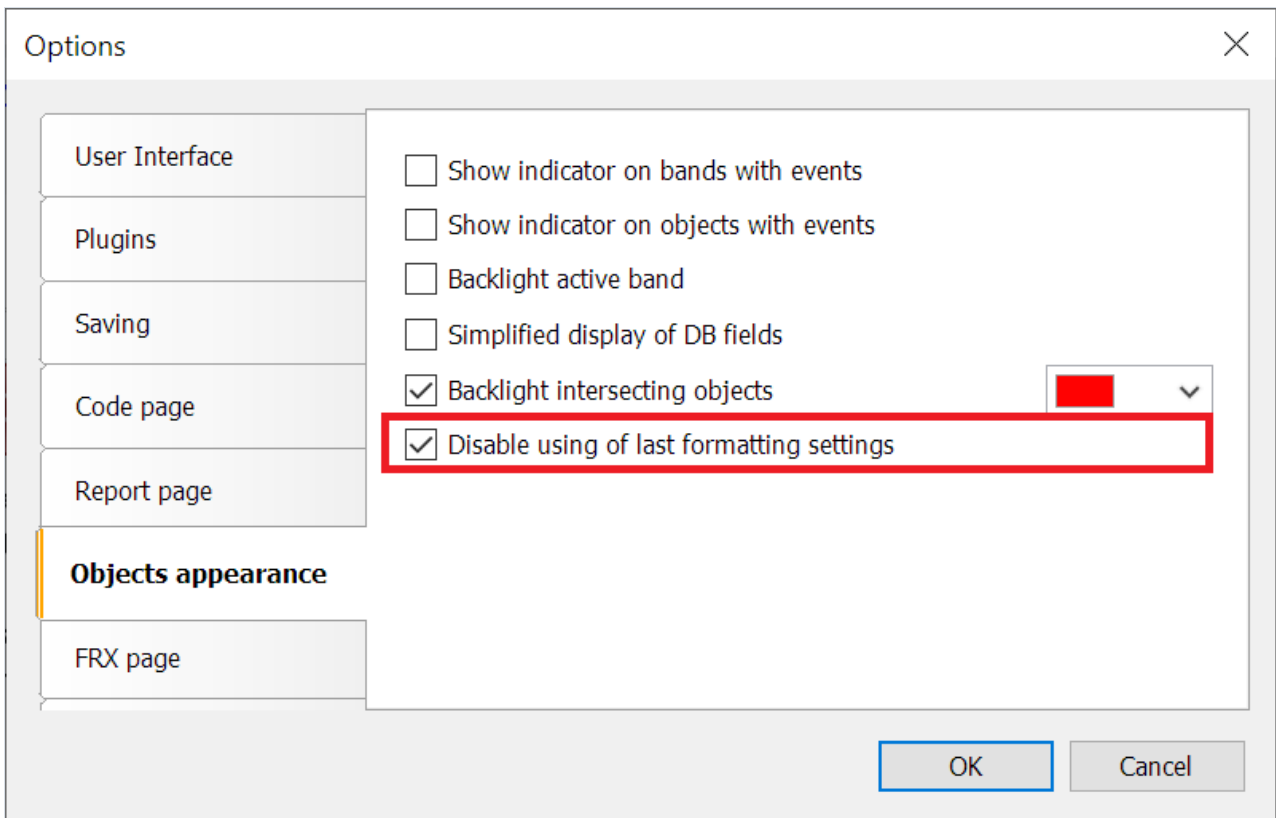 Options
User Interface
Plugins
Saving
Code page
Report page
Objects appearance
FRX page
Show indicator on bands with events
Show indicator on objects with events
Backlight active band
Simplified display of DB fields
Backlight intersecting objects
Disable using of last formatting settings
OK
Cancel